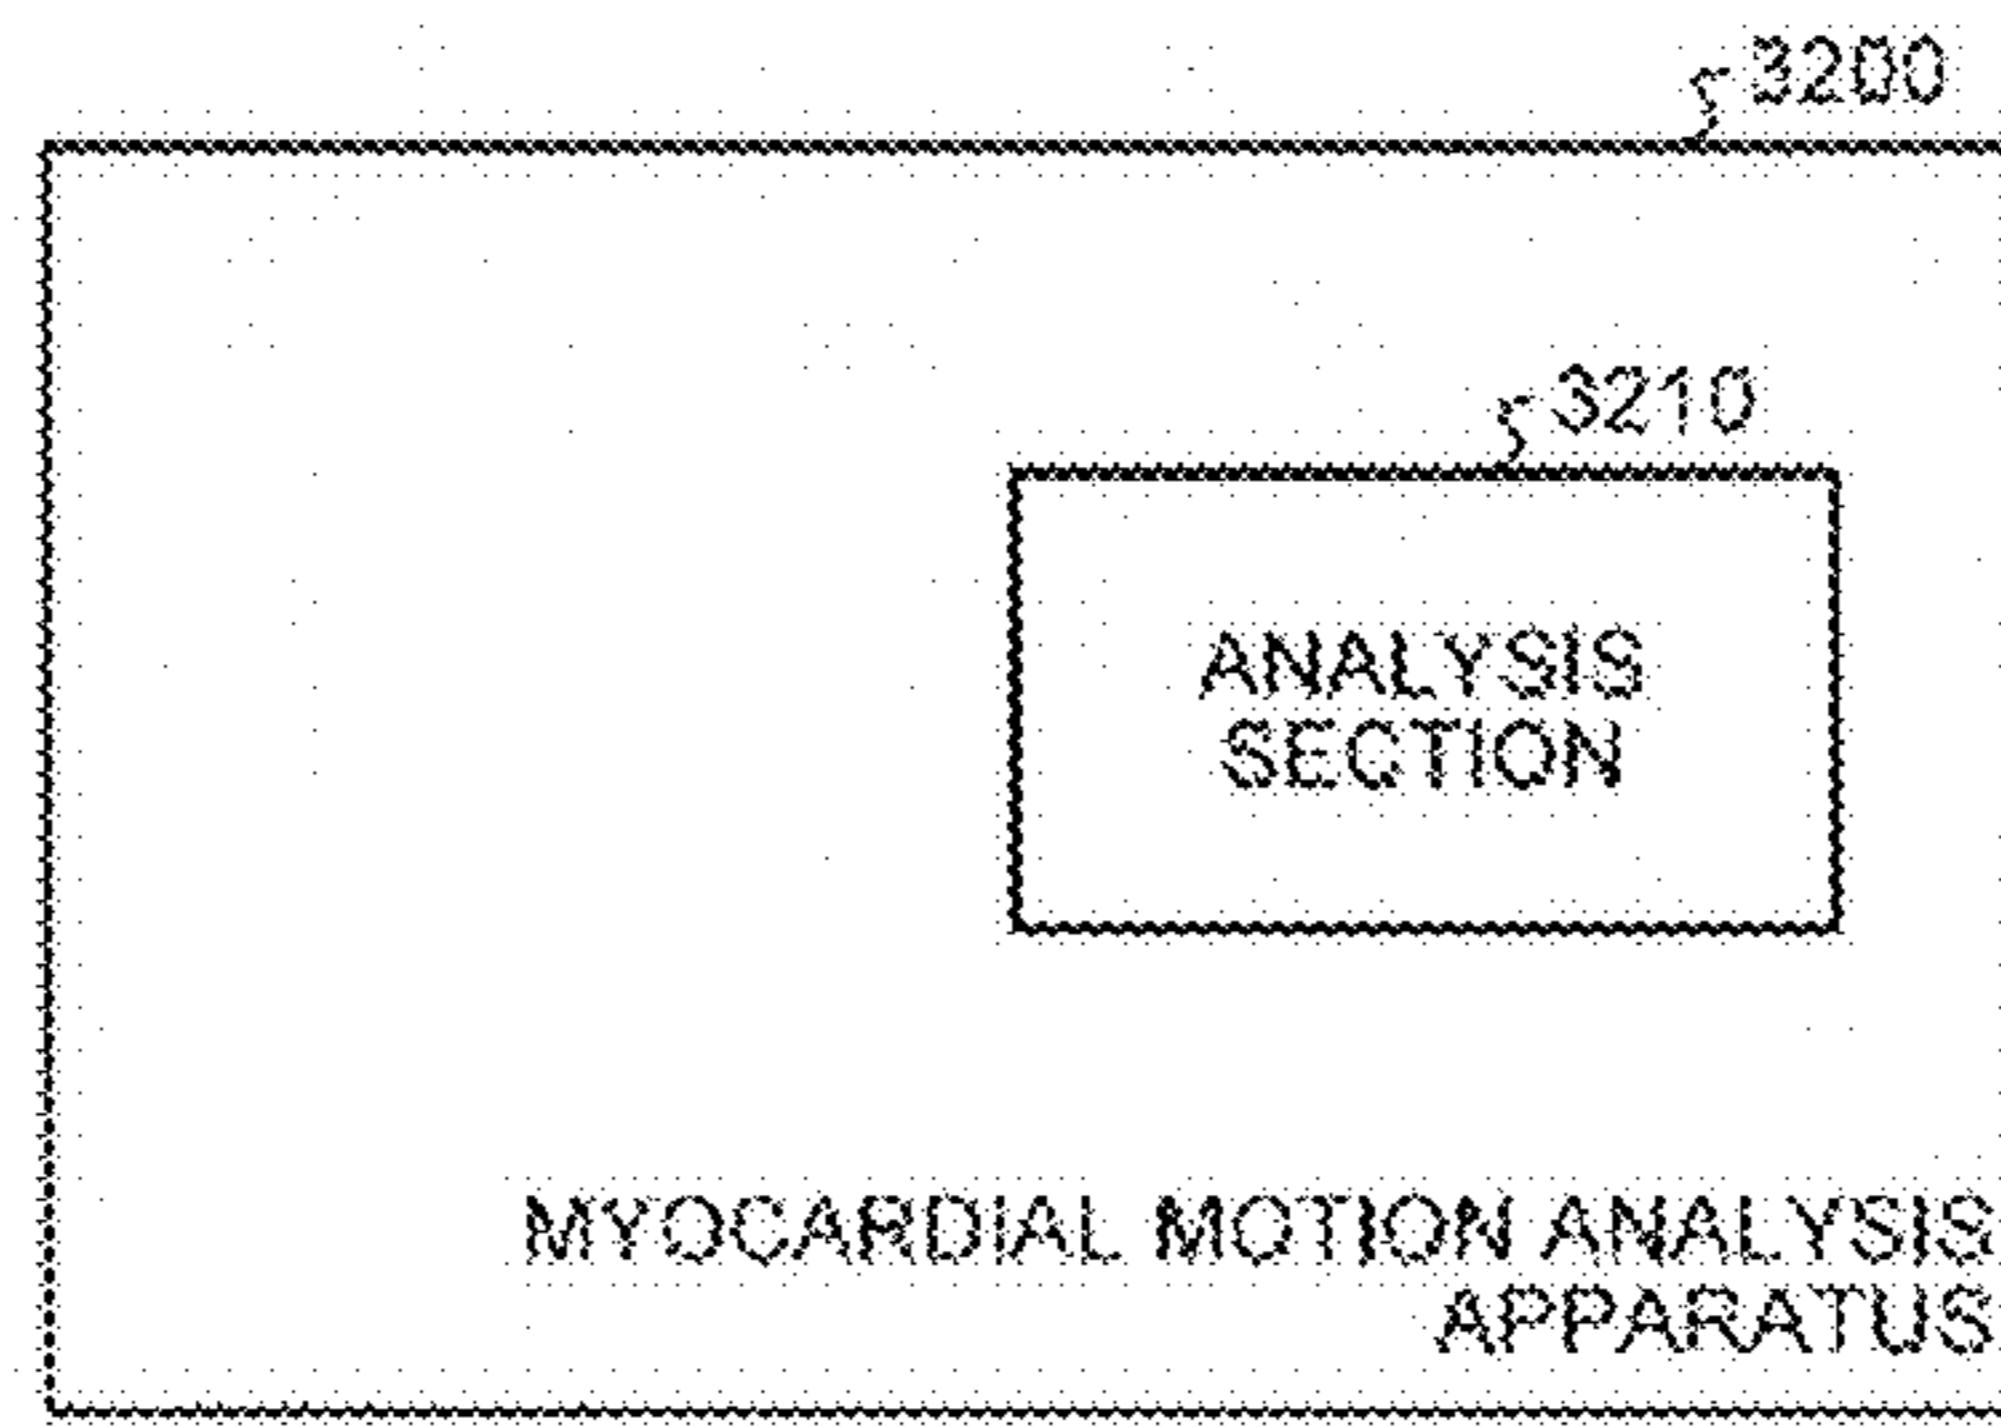 3200
3210
ANALYSIS
SECTION
MYOCARDIAL MOTION ANALYSIS
APPARATUS